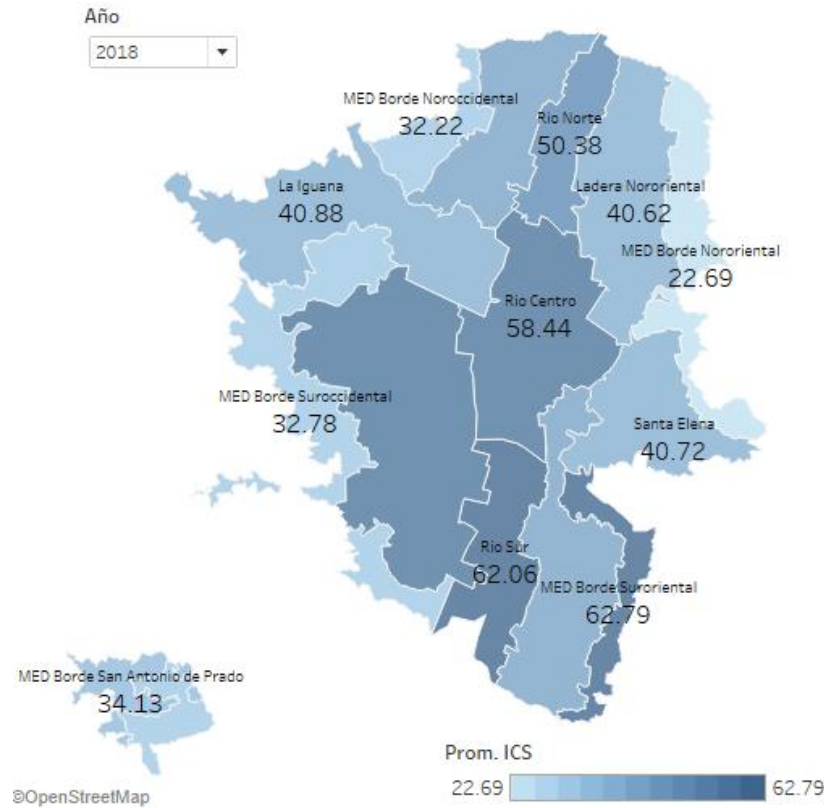 Año
2018
MED Borde Noroccidental
32.22
Rio Norte
50.38
La Iguana
40.88
Ladera Nororiental
40.62
MED Borde Nororiental
22.69
Rio Centro
58.44
MED Borde Suroccidental
32.78
Santa Elena
40.72
Rio Sur
62.06
MED Borde Suroriental
62.79
MED Borde San Antonio de Prado
34.13
Prom. ICS
22.69 62.79
©OpenStreetMap